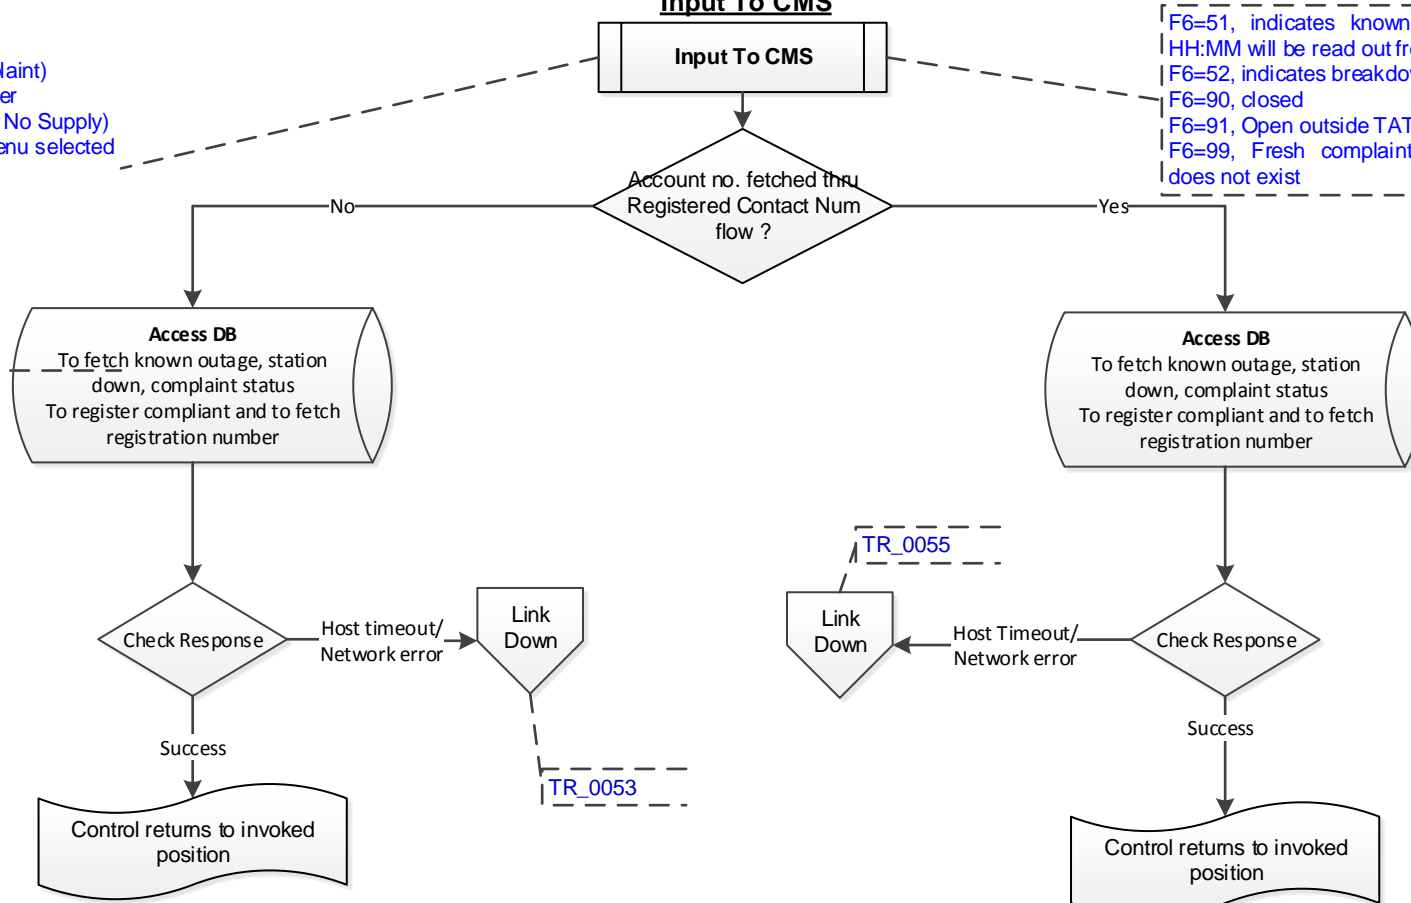 Input To CMS
Input To CMS
No Supply)
enu selected
F6=51, indicates known
HH:MM will be read out
F6=52, indicates
F6=90, closed
F6=91, Open outside TAT
F6=99, Fresh complaint
does not exist
Account no. fetched thru
Registered Contact Num
flow ?
No
Yes
Access DB
To fetch known outage, station
down, complaint status
To register compliant and to fetch
registration number
Access DB
To fetch known outage, station
down, complaint status
To register compliant and to fetch
registration number
TR_0055
Check Response
Host timeout/
Network error
Link
Down
Link
Down
Host Timeout/
Network error
Check Response
Success
Success
TR_0053
Control returns to invoked
position
Control returns to invoked
position